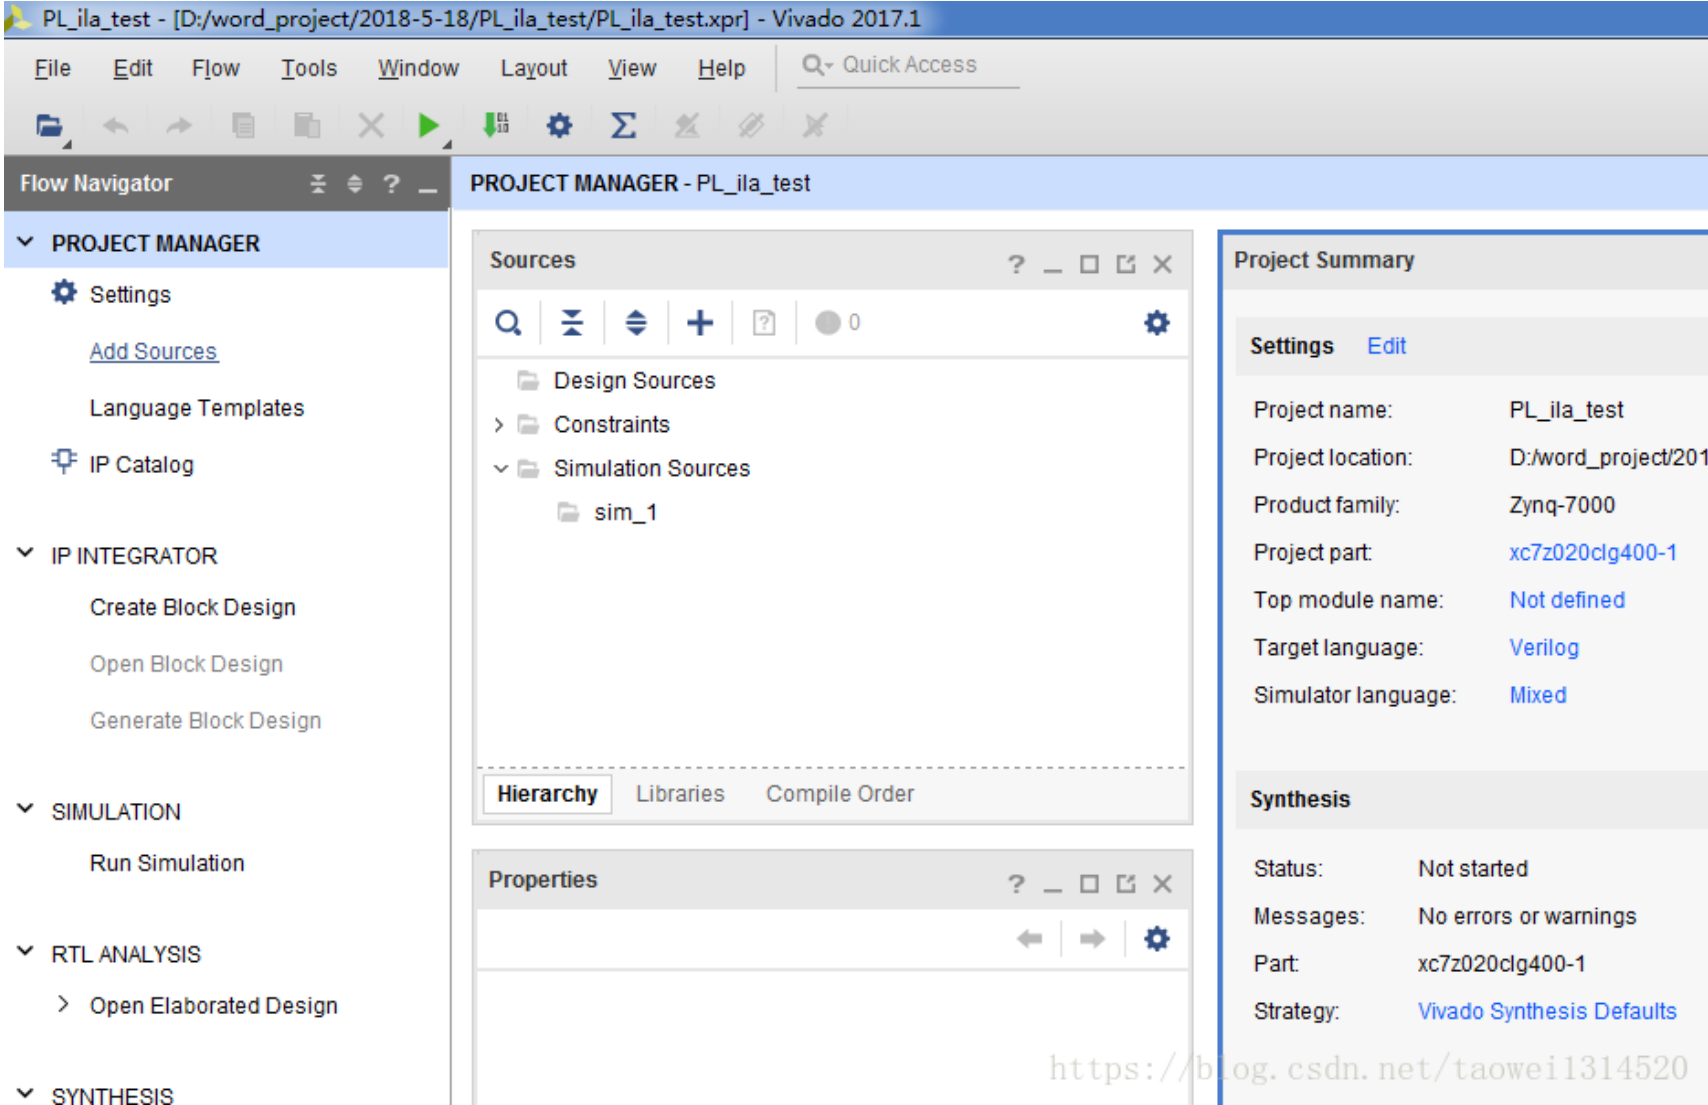 PL_ila_test - [D:/word_project/2018-5-18/PL_ila_test/PL_ila_test.xpr] - Vivado 2017.1
File Edit Flow Tools Window Layout View Help Quick Access
Flow Navigator
PROJECT MANAGER
Settings
Add Sources
Language Templates
IP Catalog
IP INTEGRATOR
Create Block Design
Open Block Design
Generate Block Design
SIMULATION
Run Simulation
RTL ANALYSIS
Open Elaborated Design
SYNTHESIS
PROJECT MANAGER - PL_ila_test
Sources
0
Design Sources
Constraints
Simulation Sources
sim_1
Hierarchy Libraries Compile Order
Properties
Project Summary
Settings Edit
Project name: PL_ila_test
Project location: D:/word_project/201
Product family: Zynq-7000
Project part: xc7z020clg400-1
Top module name: Not defined
Target language: Verilog
Simulator language: Mixed
Synthesis
Status: Not started
Messages: No errors or warnings
Part: xc7z020clg400-1
Strategy: Vivado Synthesis Defaults
https://blog.csdn.net/taowei1314520